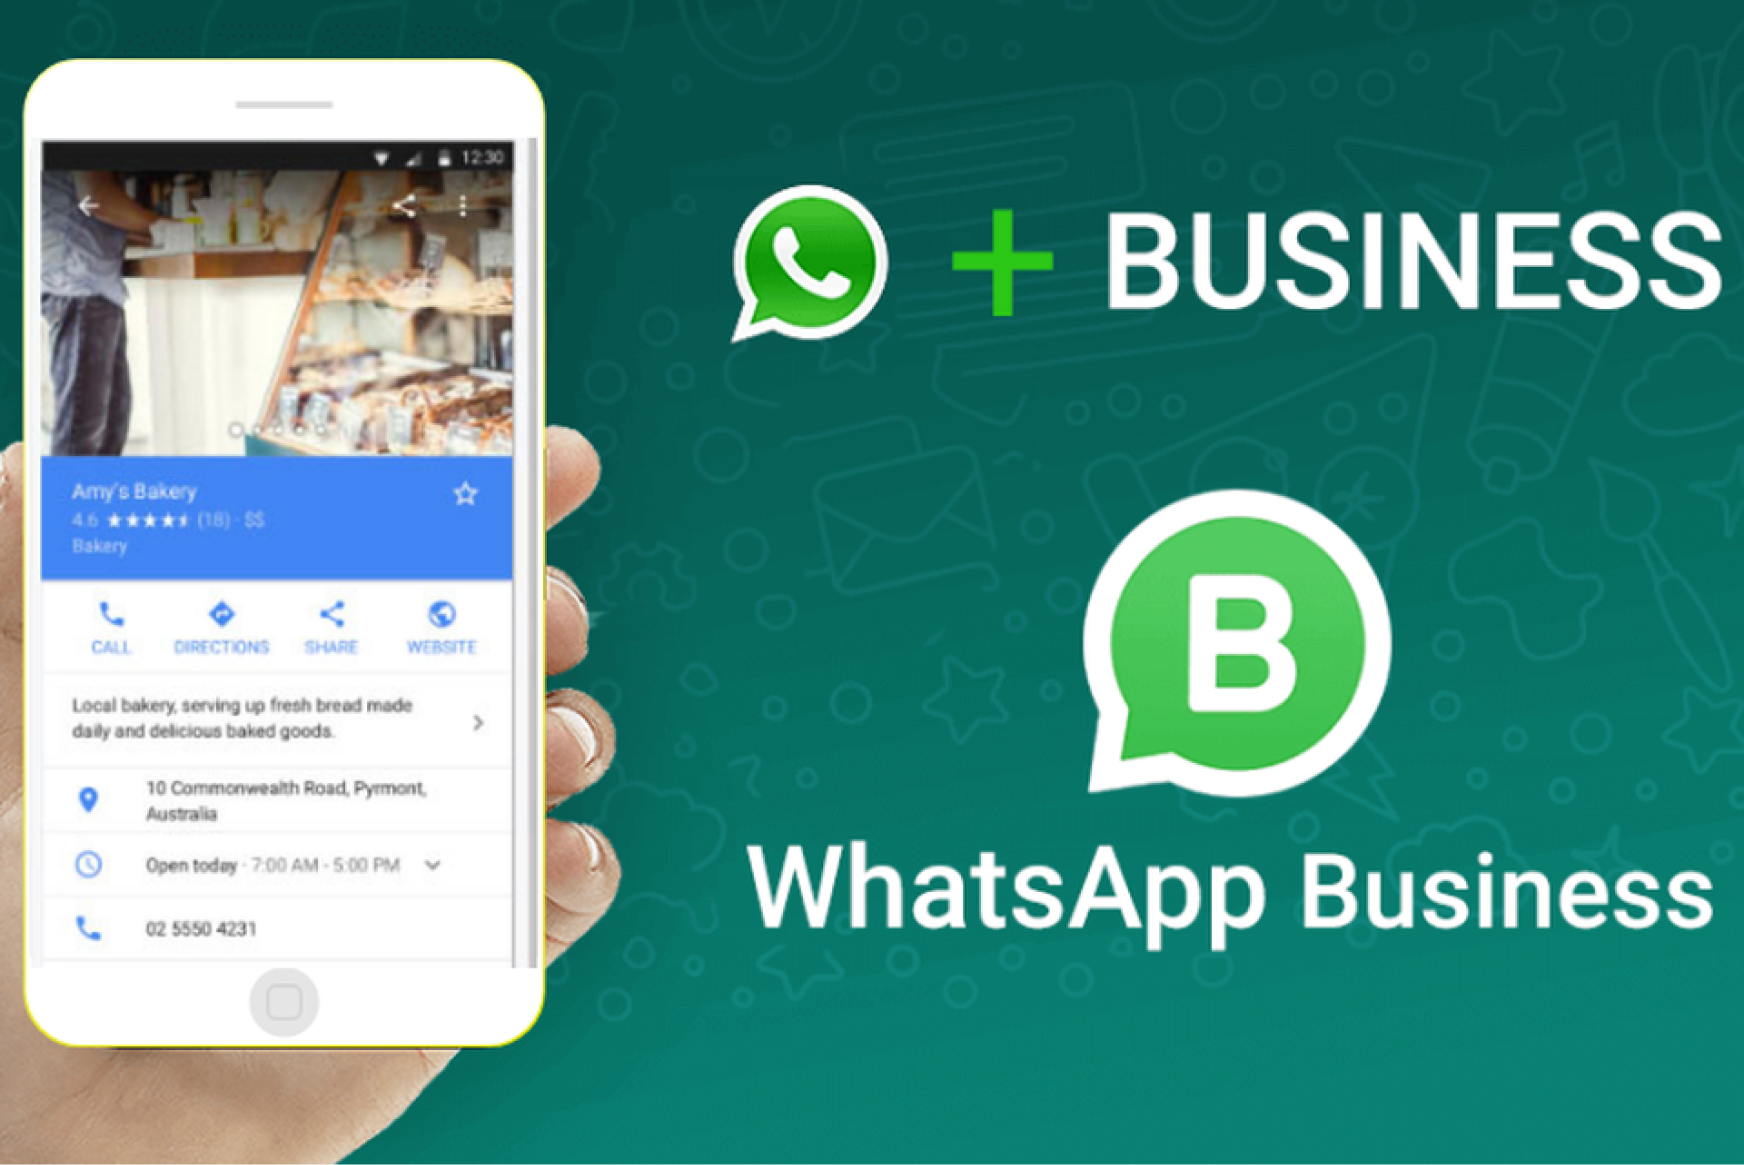 12:30
Amy's Bakery
4.6 ★★★★★ (18) · $$
Bakery
CALL DIRECTIONS SHARE WEBSITE
Local bakery, serving up fresh bread made
daily and delicious baked goods.
10 Commonwealth Road, Pyrmont,
Australia
Open today · 7:00 AM - 5:00 PM
02 5550 4231
+ BUSINESS
B
WhatsApp Business